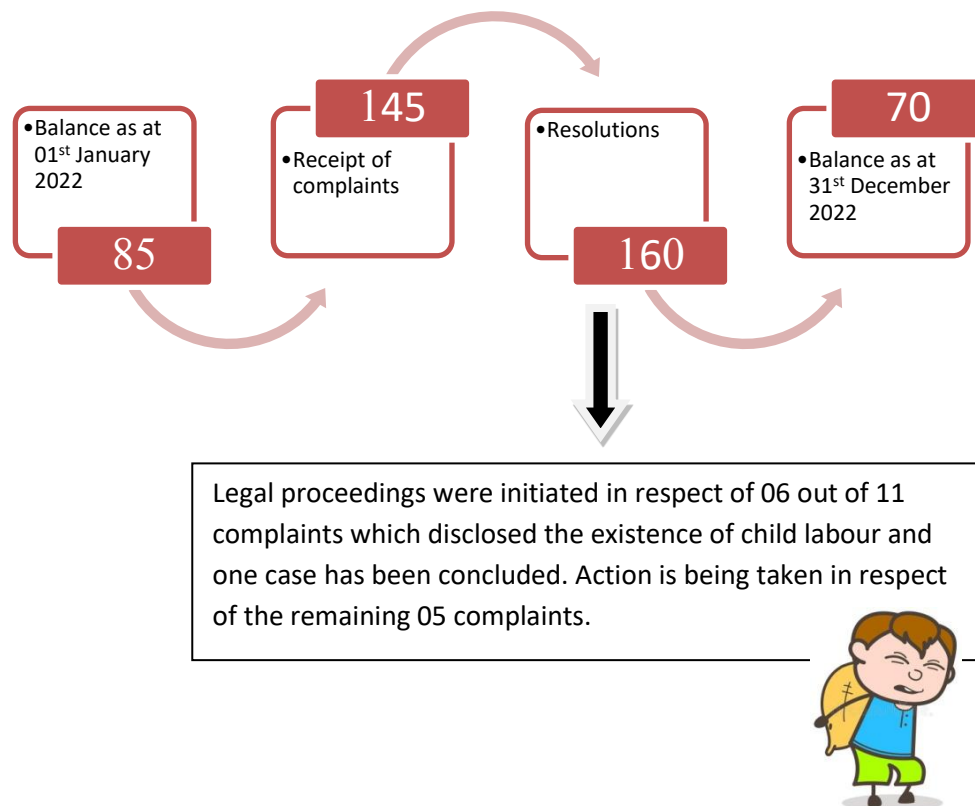 •Balance as at
01st January
2022
85
145
•Receipt of
complaints
•Resolutions
160
70
•Balance as at
31st December
2022
Legal proceedings were initiated in respect of 06 out of 11
complaints which disclosed the existence of child labour and
one case has been concluded. Action is being taken in respect
of the remaining 05 complaints.